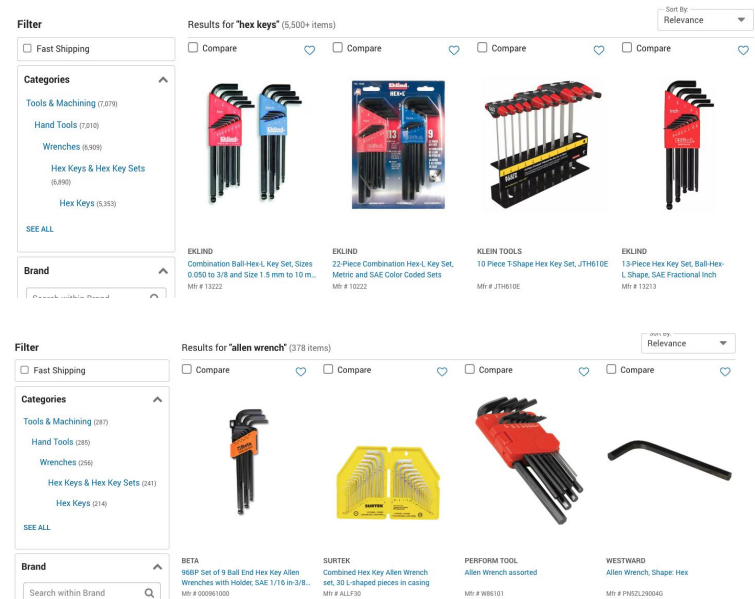 Filter
Results for "hex keys" (5,500+ items)
Sort By:
Relevance
Fast Shipping
Compare
Compare
Compare
Compare
Categories
Tools & Machining (7,079)
Hand Tools (7,010)
Wrenches (6,909)
Hex Keys & Hex Key Sets
(6,890)
Hex Keys (5,353)
SEE ALL
Brand
Search within Brand
EKLIND
Combination Ball-Hex-L Key Set, Sizes
0.050 to 3/8 and Size 1.5 mm to 10 m...
Mfr # 13222
EKLIND
22-Piece Combination Hex-L Key Set,
Metric and SAE Color Coded Sets
Mfr # 10222
KLEIN TOOLS
10 Piece T-Shape Hex Key Set, JTH610E
Mfr # JTH610E
EKLIND
13-Piece Hex Key Set, Ball-Hex-
L Shape, SAE Fractional Inch
Mfr # 13213
Filter
Results for "allen wrench" (378 items)
Sort By:
Relevance
Fast Shipping
Compare
Compare
Compare
Compare
Categories
Tools & Machining (287)
Hand Tools (285)
Wrenches (256)
Hex Keys & Hex Key Sets (241)
Hex Keys (214)
SEE ALL
Brand
Search within Brand
SURTEK
BETA
96BP Set of 9 Ball End Hex Key Allen
Wrenches with Holder, SAE 1/16 in-3/8...
Mfr # 000961000
SURTEK
Combined Hex Key Allen Wrench
set, 30 L-shaped pieces in casing
Mfr # ALLF30
PERFORM TOOL
Allen Wrench assorted
Mfr # W86101
WESTWARD
Allen Wrench, Shape: Hex
Mfr # PN5ZL29004G